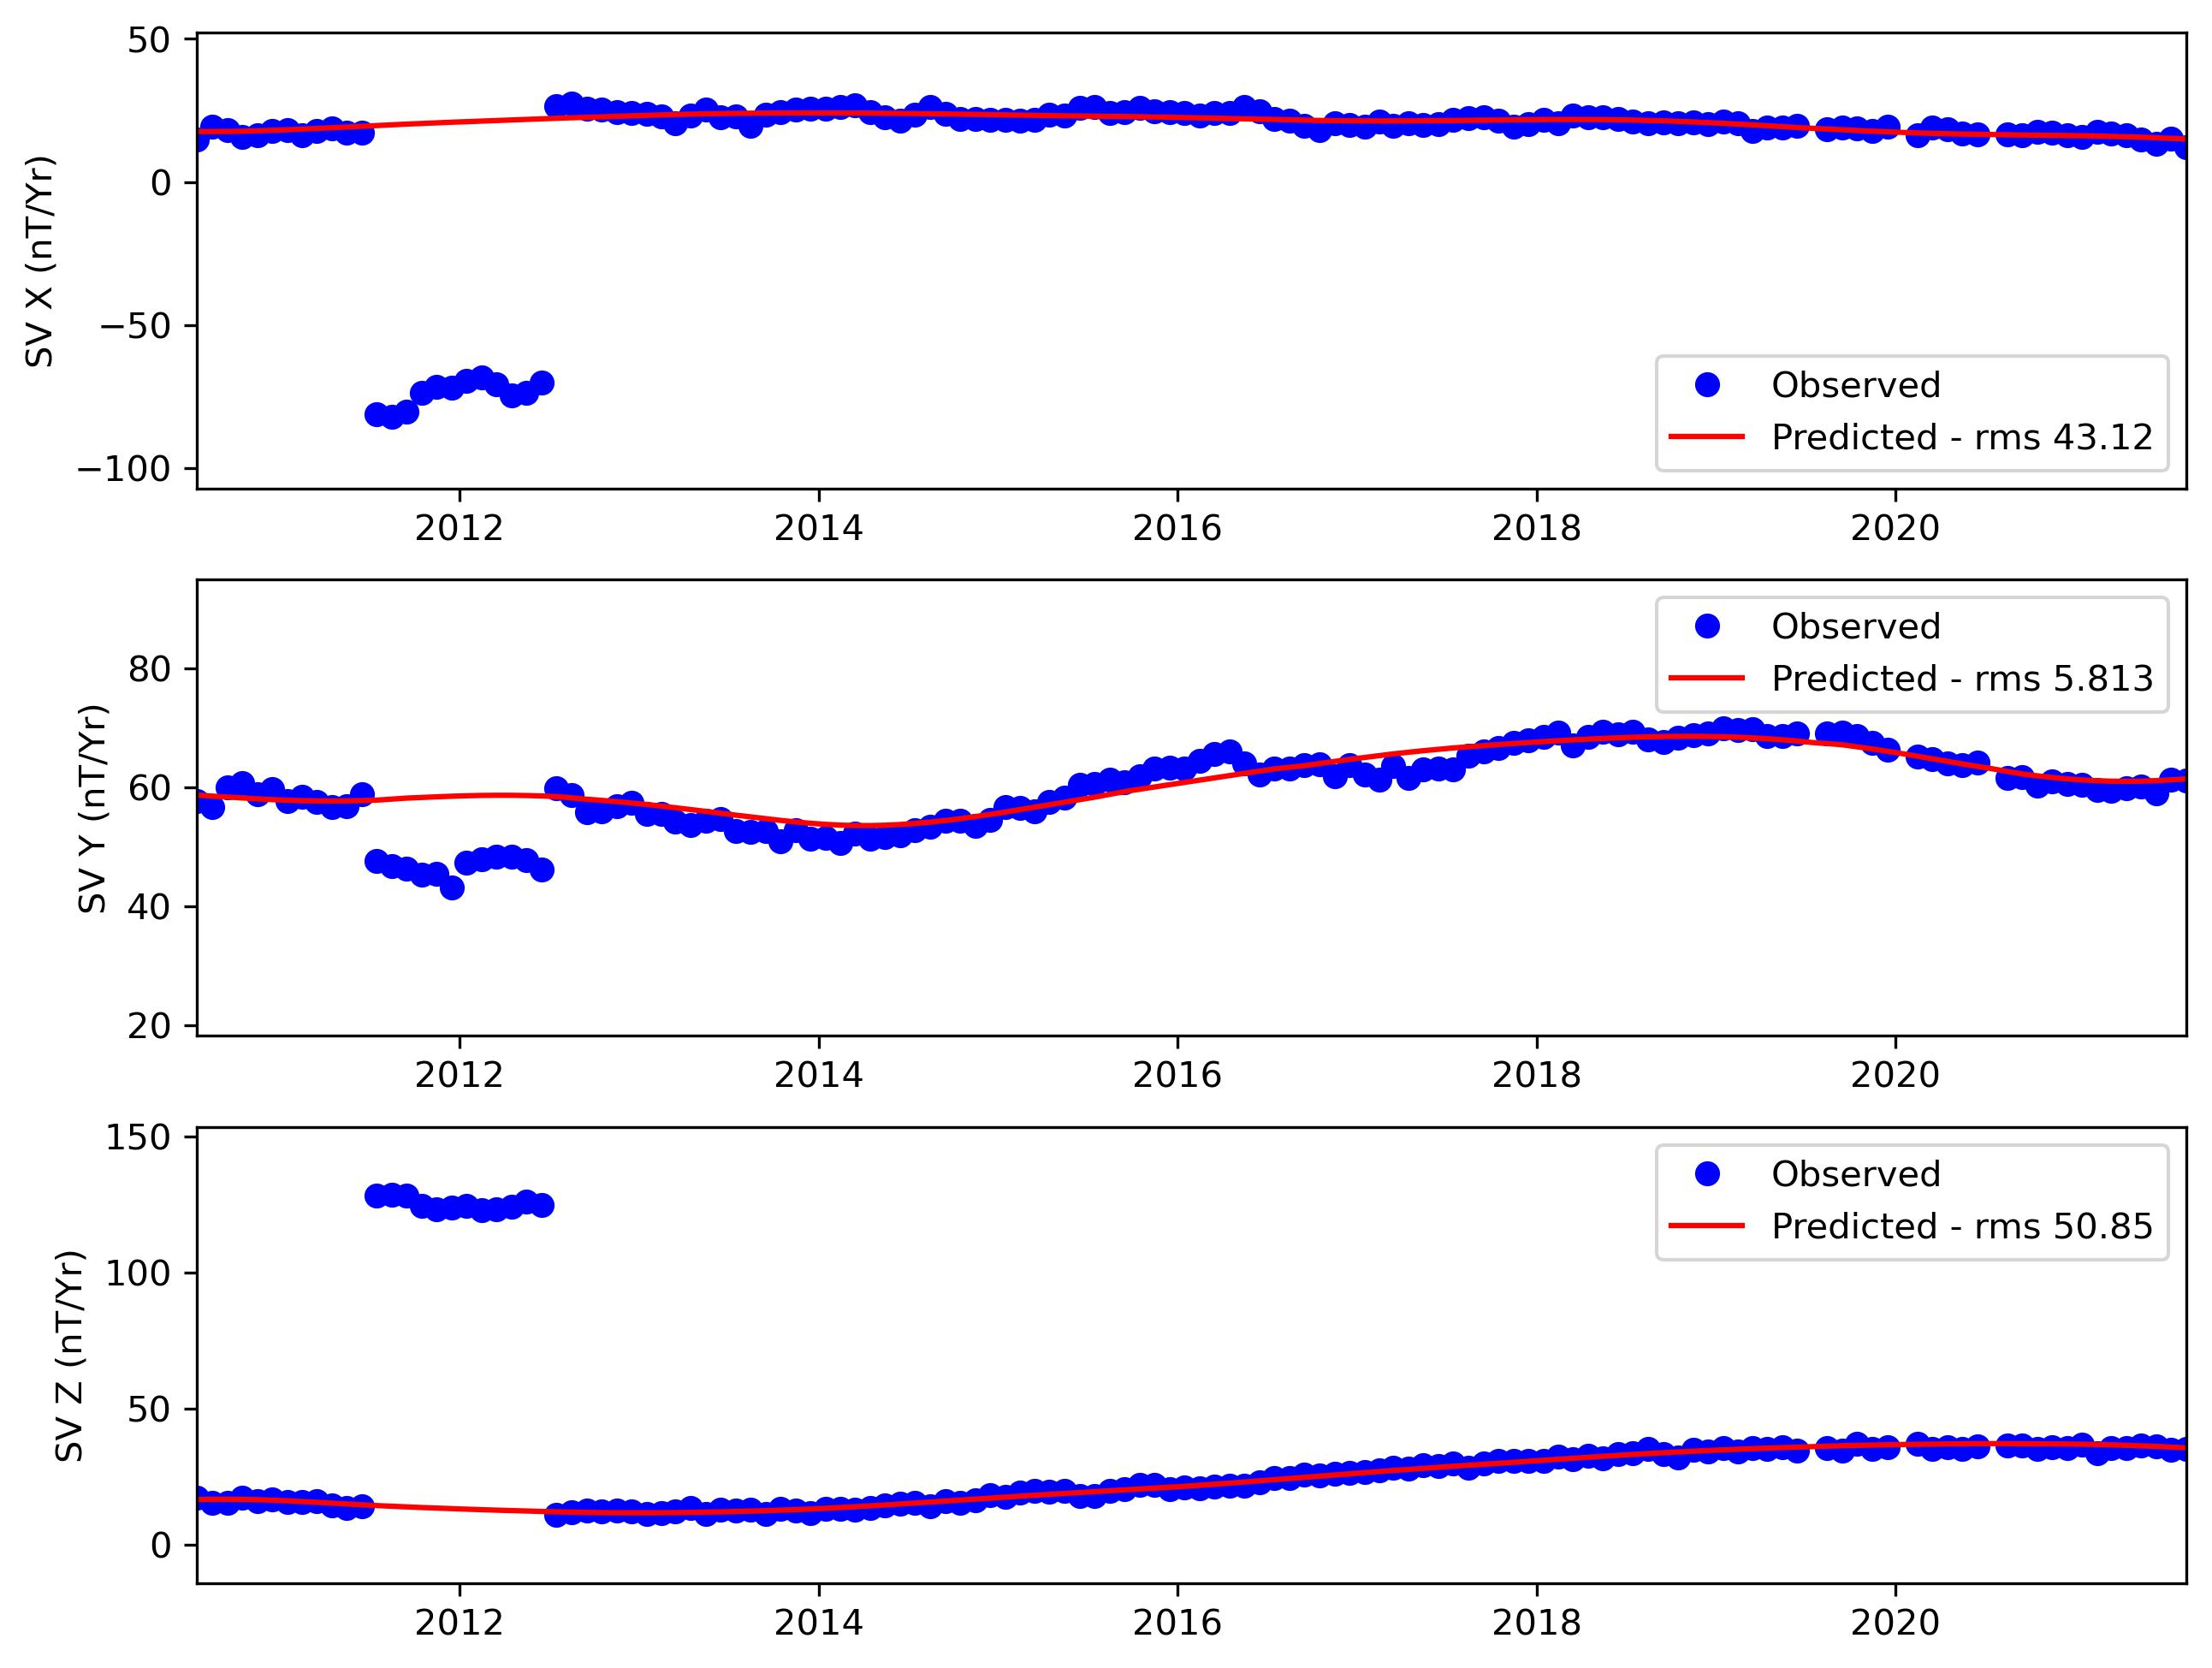 50
0
−50
−100
SV X (nT/Yr)
Observed
Predicted - rms 43.12
2012 2014 2016 2018 2020
80
60
40
20
SV Y (nT/Yr)
Observed
Predicted - rms 5.813
2012 2014 2016 2018 2020
150
100
50
0
SV Z (nT/Yr)
Observed
Predicted - rms 50.85
2012 2014 2016 2018 2020